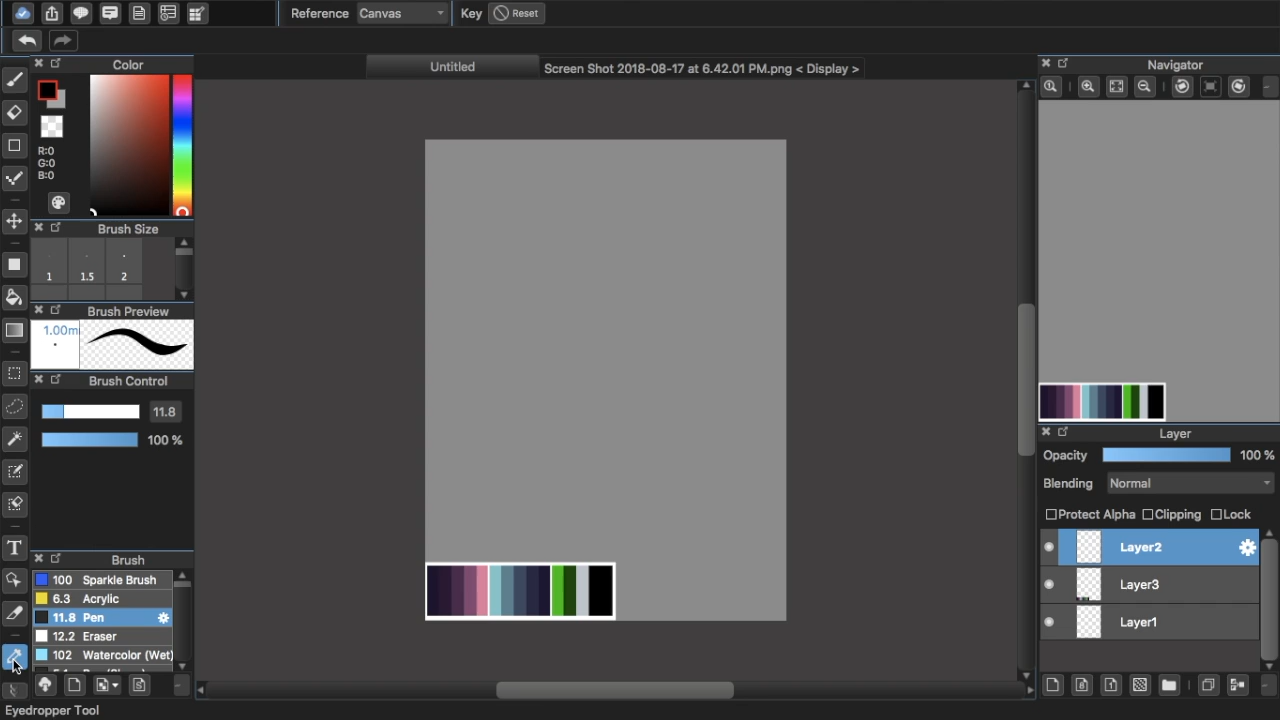 Reference Canvas Key Reset
Color
Untitled
Screen Shot 2018-08-17 at 6.42.01 PM.png < Display >
Navigator
R:0
G:0
B:0
Brush Size
1 1.5 2
Brush Preview
1.00m
Brush Control
11.8
100 %
Brush
100 Sparkle Brush
6.3 Acrylic
11.8 Pen
12.2 Eraser
102 Watercolor (Wet)
T
Layer
Opacity 100 %
Blending Normal
Protect Alpha Clipping Lock
Layer2
Layer3
Layer1
Eyedropper Tool